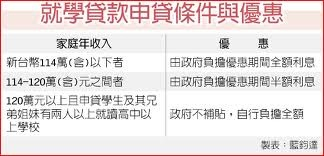 就學貸款申貸條件與優惠
家庭年收入 優惠
新台幣114萬(含)以下者 由政府負擔優惠期間全額利息
114-120萬(含)元之間者 由政府負擔優惠期間半額利息
120萬元以上且申貸學生及其兄
弟姐妹有兩人以上就讀高中以
上學校
政府不補貼，自行負擔全額
製表：藍鈞達